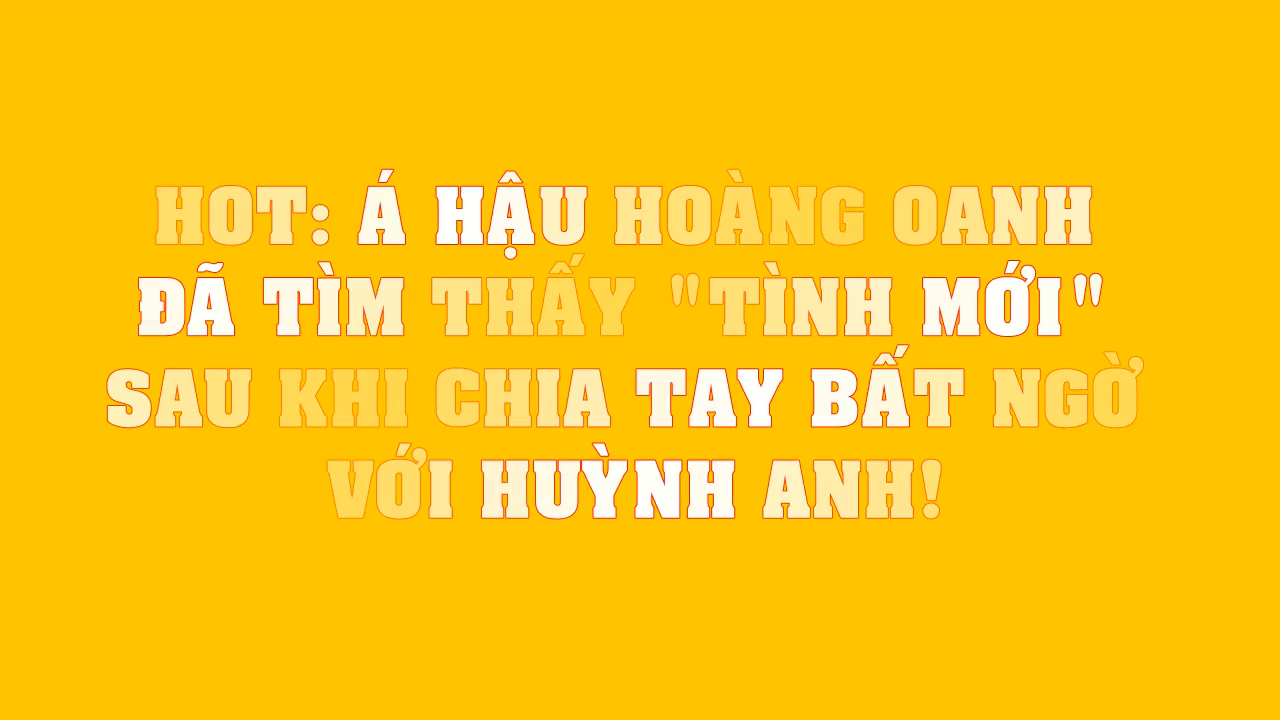 HOT: Á HẬU HOÀNG OANH
ĐÃ TÌM THẤY "TÌNH MỚI"
SAU KHI CHIA TAY BẤT NGỜ
VỚI HUỲNH ANH!